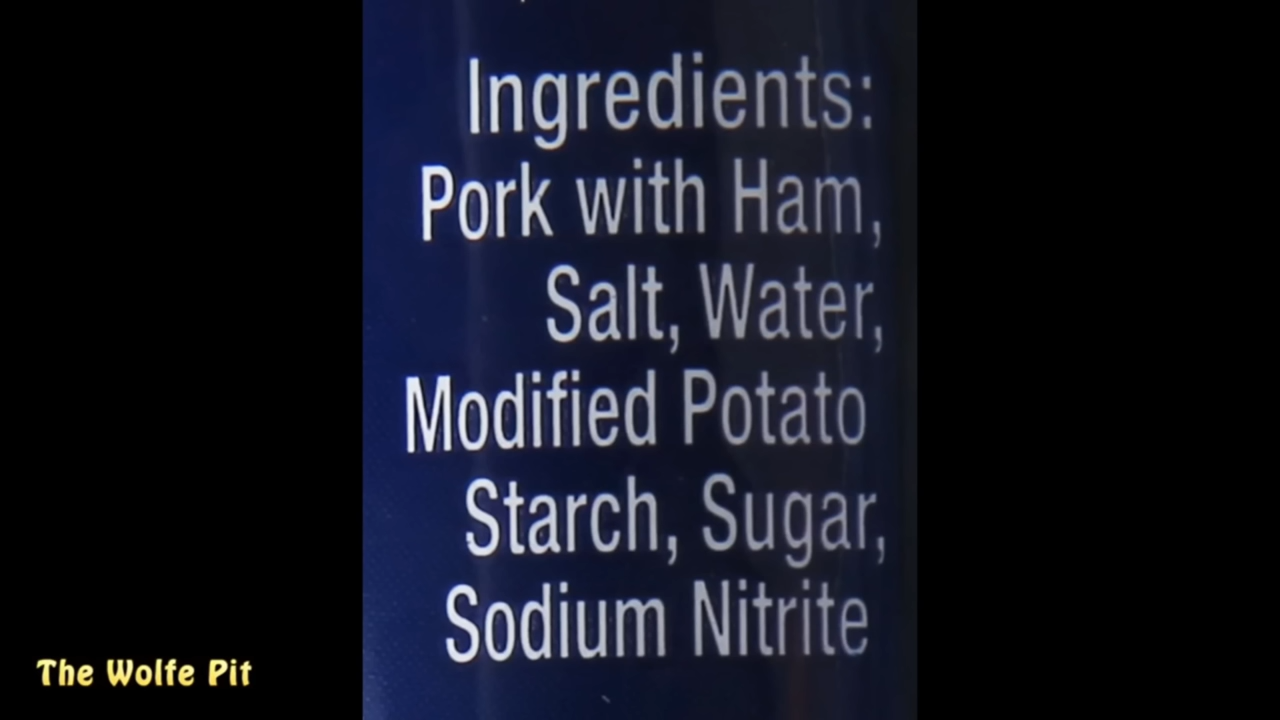 Ingredients:
Pork with Ham,
Salt, Water,
Modified Potato
Starch, Sugar,
Sodium Nitrite
The Wolfe Pit